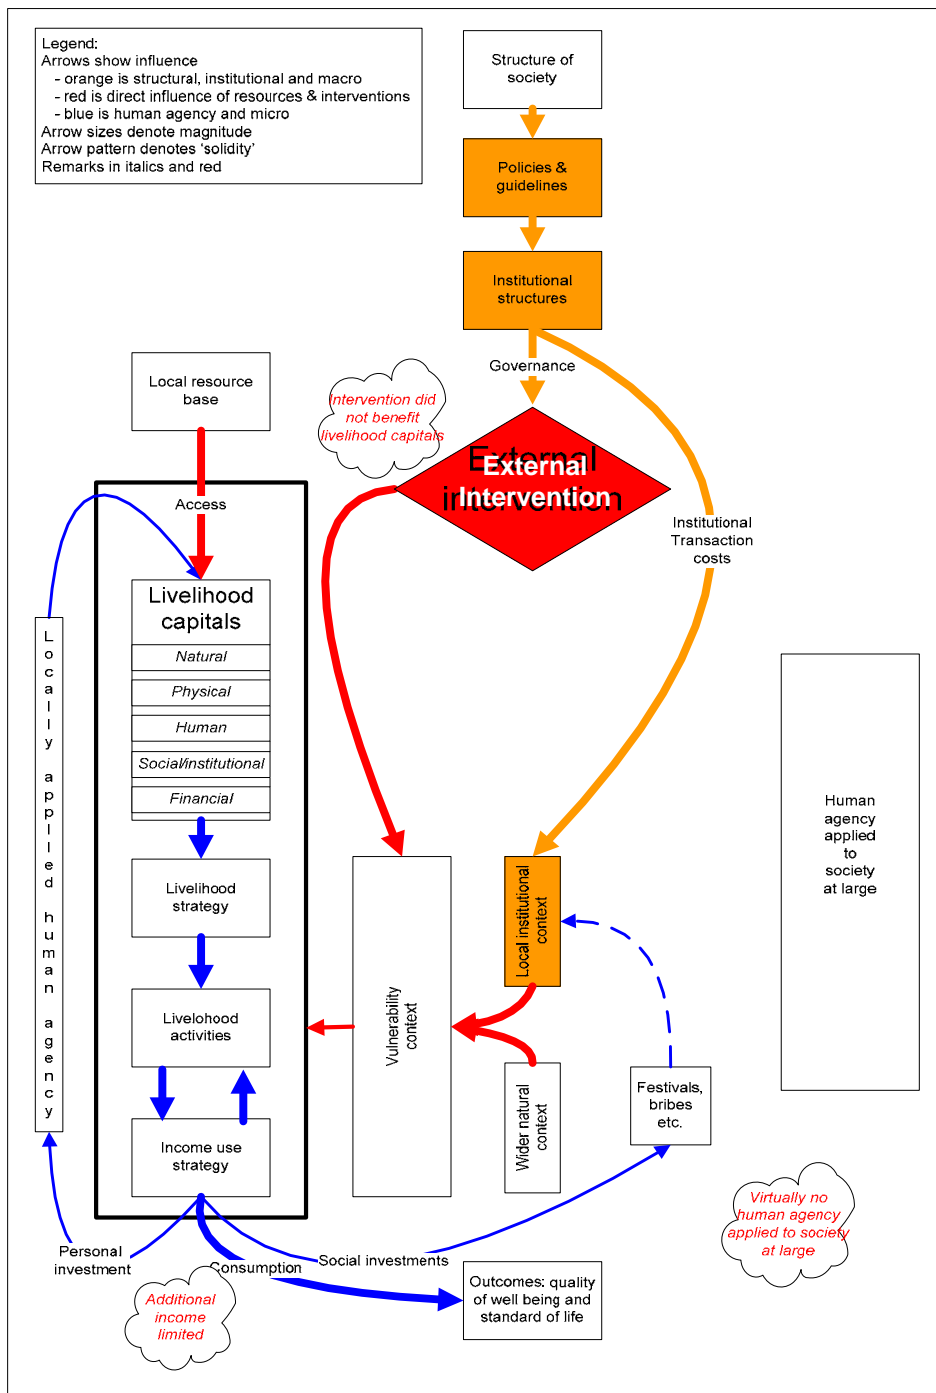 Legend:
Arrows show influence
- orange is structural, institutional and macro
- red is direct influence of resources & interventions
- blue is human agency and micro
Arrow sizes denote magnitude
Arrow pattern denotes ‘solidity’
Remarks in italics and red
Structure of
society
Policies &
guidelines
Institutional
structures
Governance
Local resource
base
Intervention did
not benefit
livelihood capitals
External
intervention
External
Intervention
Access
Institutional
Transaction
costs
Livelihood
capitals
Natural
Physical
Human
Social/institutional
Financial
Locally applied human agency
Human
agency
applied
to
society
at large
Livelihood
strategy
Local institutional
context
Vulnerability
context
Livelohood
activities
Wider natural
context
Festivals,
bribes
etc.
Income use
strategy
Virtually no
human agency
applied to society
at large
Personal
investment
Consumption
Social investments
Additional
income
limited
Outcomes: quality
of well being and
standard of life